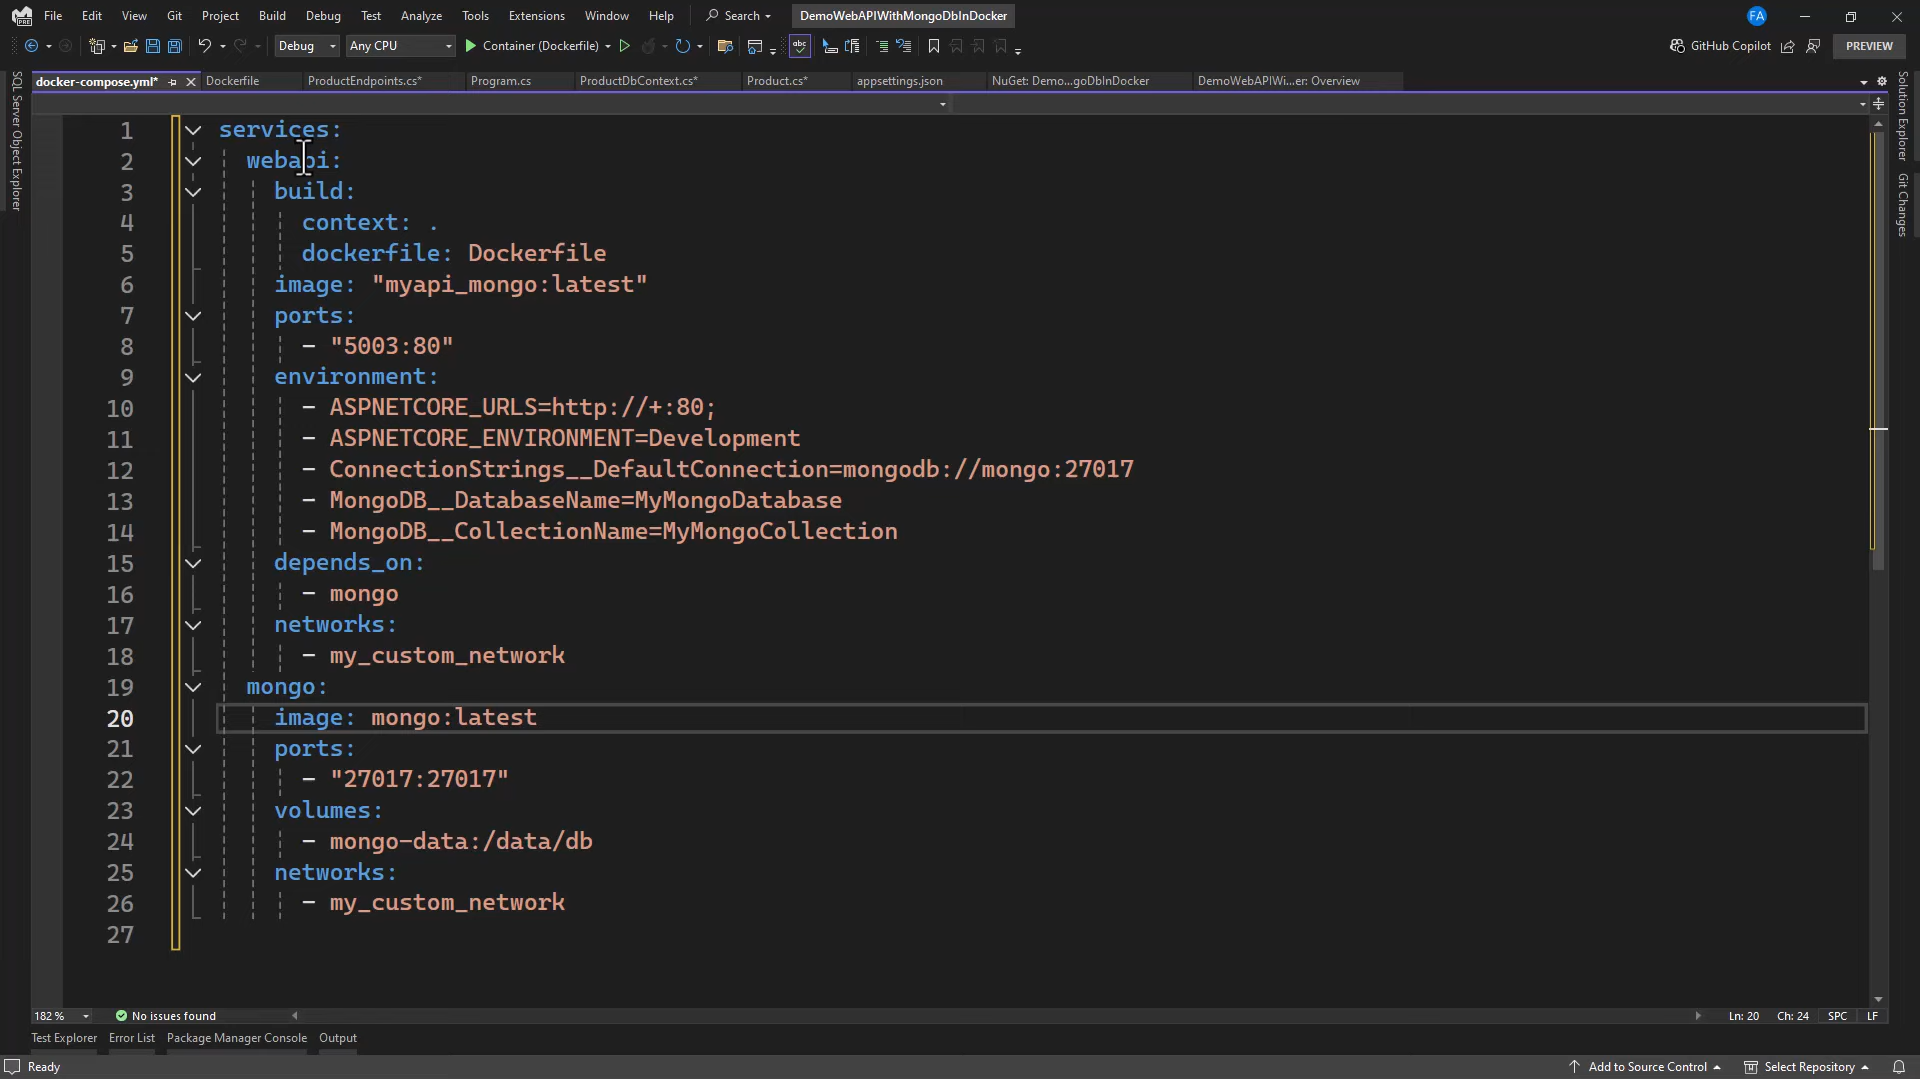 File Edit View Git Project Build Debug Test Analyze Tools Extensions Window Help Search DemoWebAPIWithMongoDbInDocker FA
Debug Any CPU Container (Dockerfile) abc GitHub Copilot PREVIEW
docker-compose.yml* Dockerfile ProductEndpoints.cs* Program.cs ProductDbContext.cs* Product.cs* appsettings.json NuGet: Demo...goDbInDocker DemoWebAPIWi...er: Overview
SQL Server Object Explorer
Solution Explorer
Git Changes
1 services:
2 webapi:
3 build:
4 context: .
5 dockerfile: Dockerfile
6 image: "myapi_mongo:latest"
7 ports:
8 - "5003:80"
9 environment:
10 - ASPNETCORE_URLS=http://+:80;
11 - ASPNETCORE_ENVIRONMENT=Development
12 - ConnectionStrings__DefaultConnection=mongodb://mongo:27017
13 - MongoDB__DatabaseName=MyMongoDatabase
14 - MongoDB__CollectionName=MyMongoCollection
15 depends_on:
16 - mongo
17 networks:
18 - my_custom_network
19 mongo:
20 image: mongo:latest
21 ports:
22 - "27017:27017"
23 volumes:
24 - mongo-data:/data/db
25 networks:
26 - my_custom_network
27
182 % No issues found Ln: 20 Ch: 24 SPC LF
Test Explorer Error List Package Manager Console Output
Ready Add to Source Control Select Repository